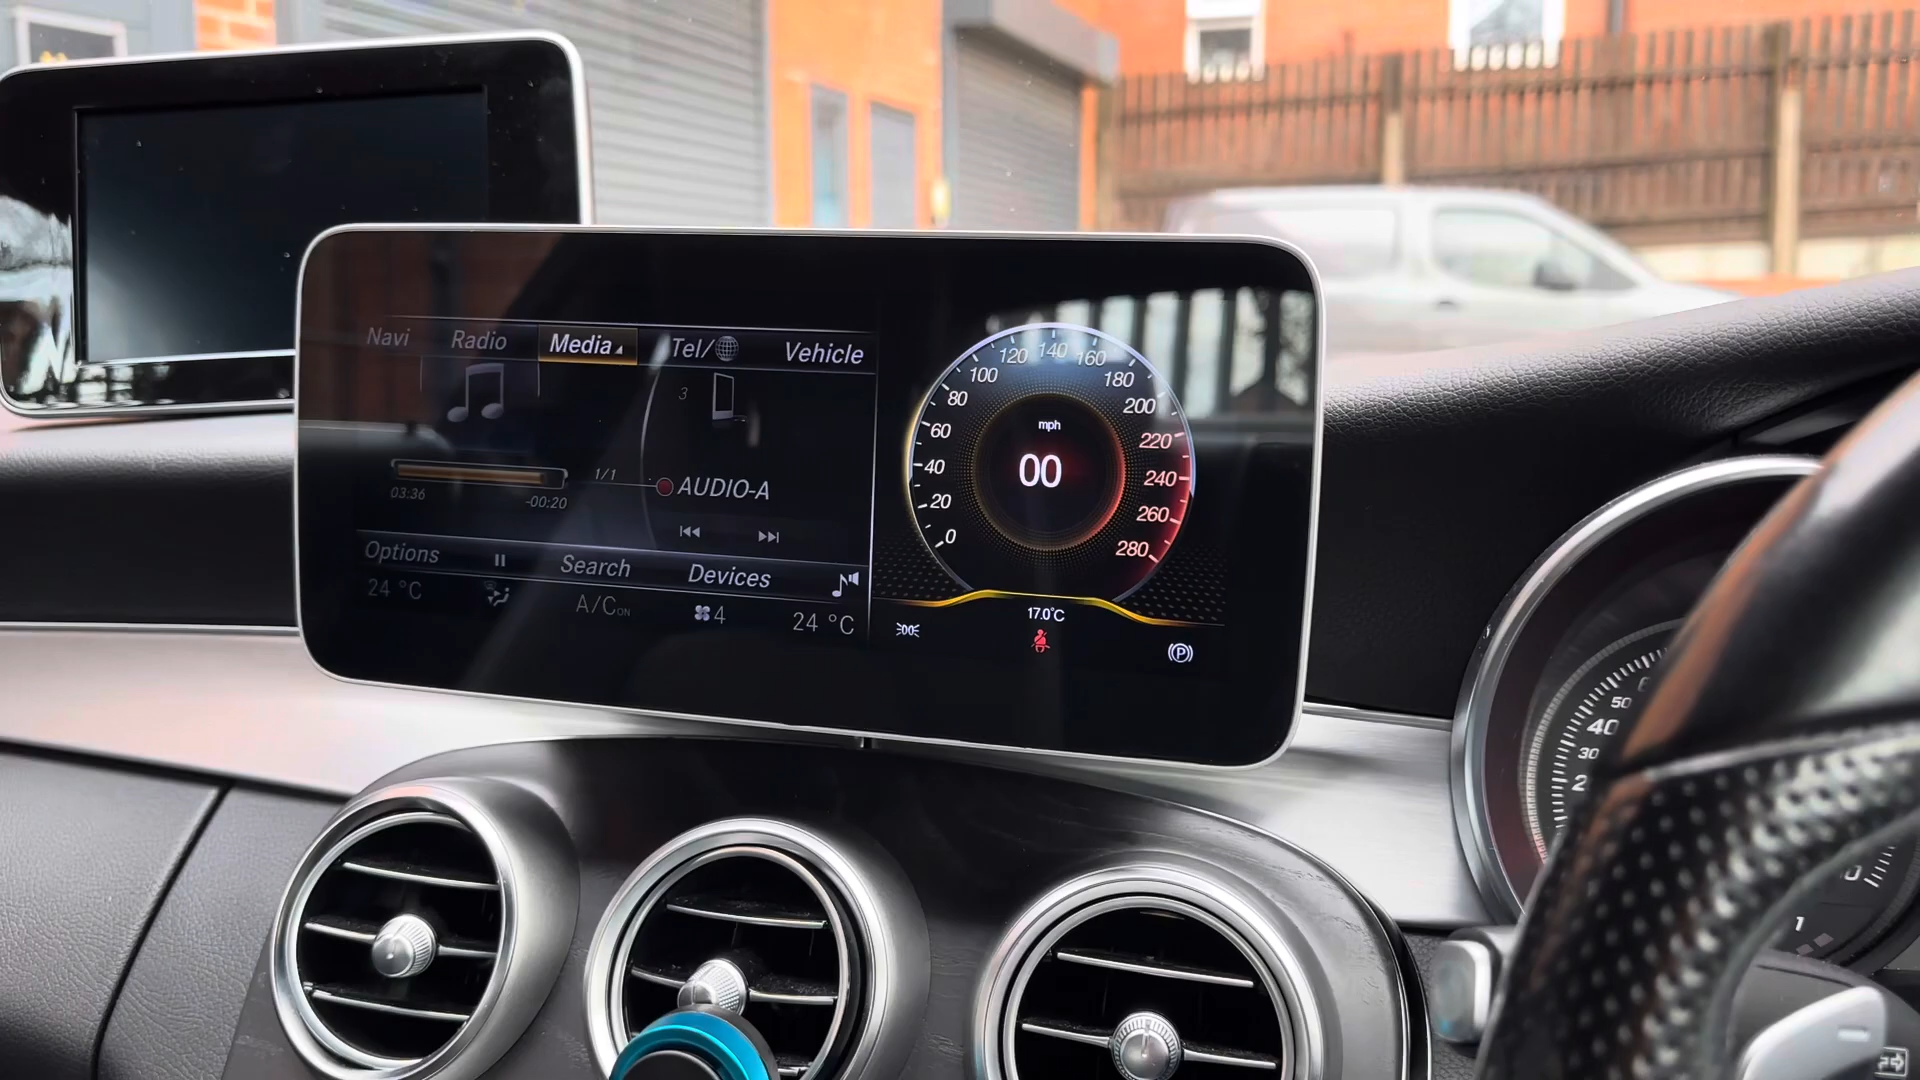 Navi Radio Media Tel/ Vehicle
3
03:36 -00:20 1/1 AUDIO-A
Options Search Devices
24 °C A/C ON 4 24 °C
0 20 40 60 80 100 120 140 160 180 200 220 240 260 280
mph
00
17.0°C
P
50
40
30
2
1